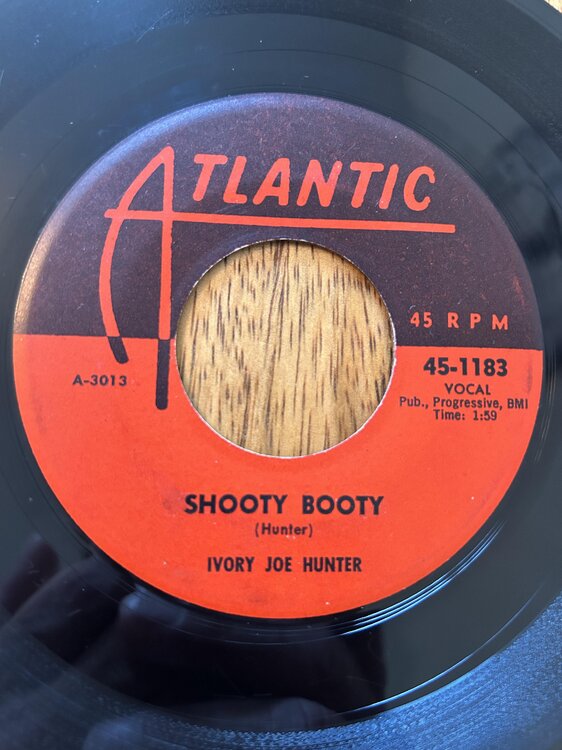 ATLANTIC
45 RPM
A-3013
45-1183
VOCAL
Pub., Progressive, BMI
Time: 1:59
SHOOTY BOOTY
(Hunter)
IVORY JOE HUNTER